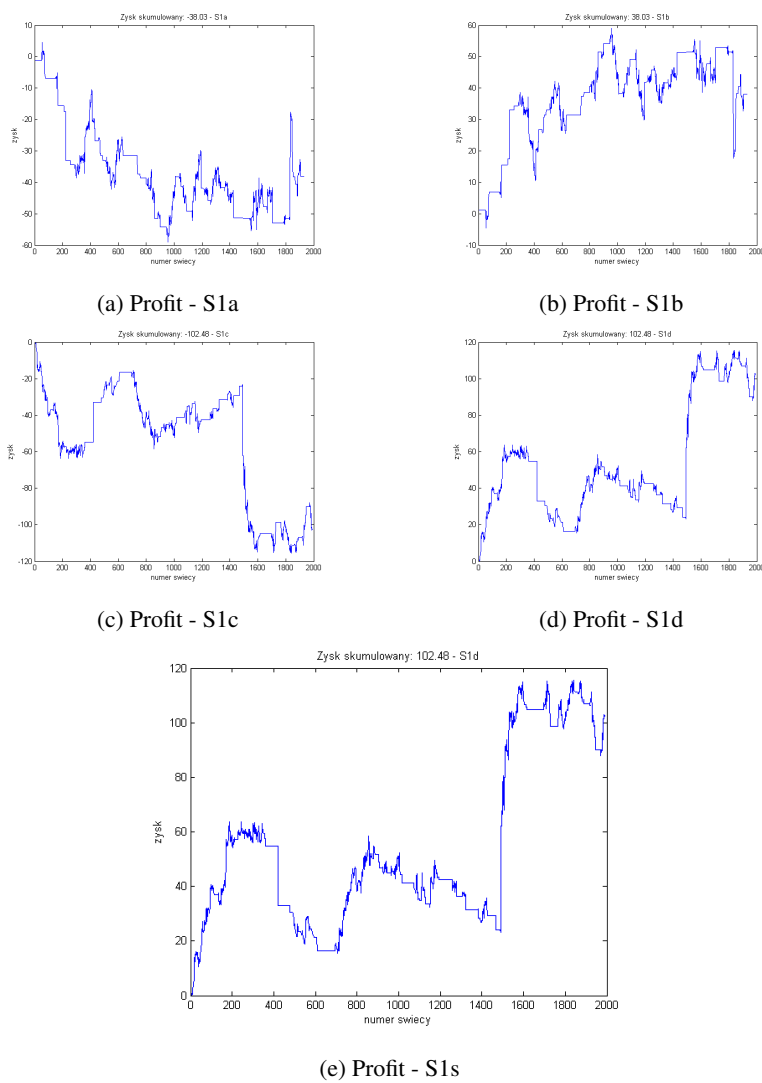 Zysk skumulowany: -38.03 - S1a
10
0
-10
-20
-30
-40
-50
-60
zysk
0 200 400 600 800 1000 1200 1400 1600 1800 2000
numer swiecy
(a) Profit - S1a
Zysk skumulowany: 38.03 - S1b
60
50
40
30
20
10
0
-10
zysk
0 200 400 600 800 1000 1200 1400 1600 1800 2000
numer swiecy
(b) Profit - S1b
Zysk skumulowany: -102.48 - S1c
0
-20
-40
-60
-80
-100
-120
zysk
0 200 400 600 800 1000 1200 1400 1600 1800 2000
numer swiecy
(c) Profit - S1c
Zysk skumulowany: 102.48 - S1d
120
100
80
60
40
20
0
zysk
0 200 400 600 800 1000 1200 1400 1600 1800 2000
numer swiecy
(d) Profit - S1d
Zysk skumulowany: 102.48 - S1d
120
100
80
60
40
20
0
zysk
0 200 400 600 800 1000 1200 1400 1600 1800 2000
numer swiecy
(e) Profit - S1s